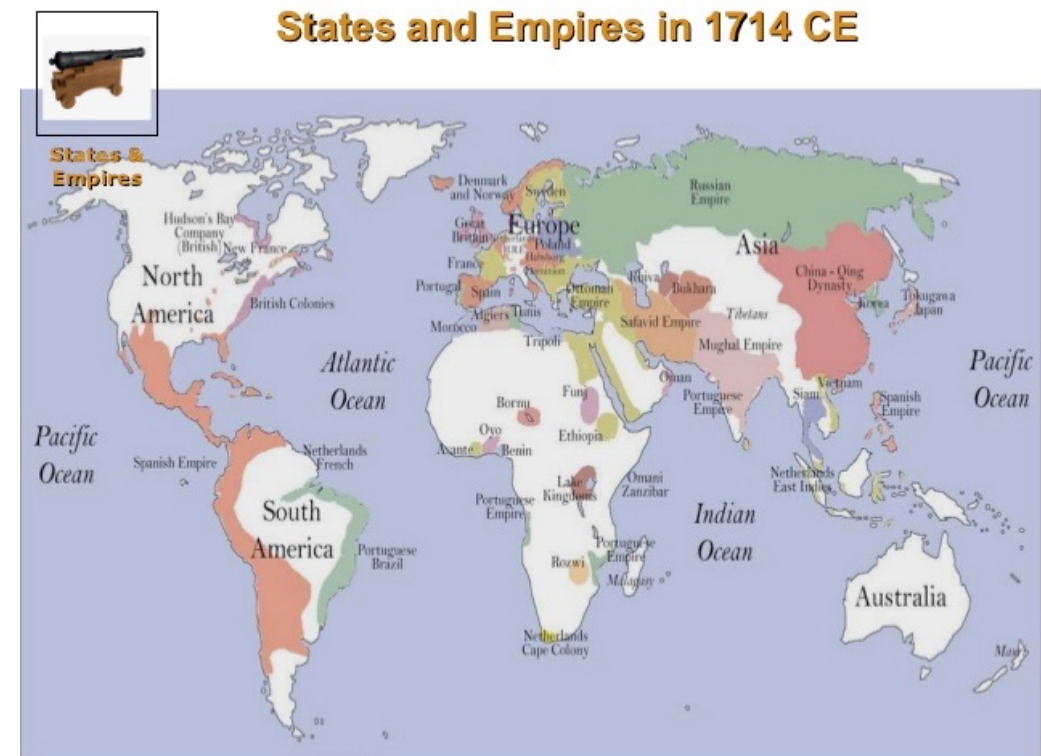 States and Empires in 1714 CE
States &
Empires
Hudson's Bay
Company
(British)
New France
North
America
British Colonies
Atlantic
Ocean
Pacific
Ocean
Spanish Empire
Netherlands
French
South
America
Portuguese
Brazil
Denmark
and Norway
Sweden
Great
Britain
Europe
Poland
France
Portugal
Spain
Ottoman
Empire
Algiers
Tunis
Morocco
Tripoli
Russian
Empire
Asia
Khiva
Bukhara
China - Qing
Dynasty
Korea
Tokugawa
Japan
Safavid Empire
Tibetans
Mughal Empire
Oman
Portuguese
Empire
Siam
Vietnam
Spanish
Empire
Pacific
Ocean
Bornu
Funj
Oyo
Asante
Benin
Ethiopia
Lake
Kingdoms
Omani
Zanzibar
Portuguese
Empire
Netherlands
East Indies
Indian
Ocean
Portuguese
Empire
Rozwi
Malagasy
Netherlands
Cape Colony
Australia